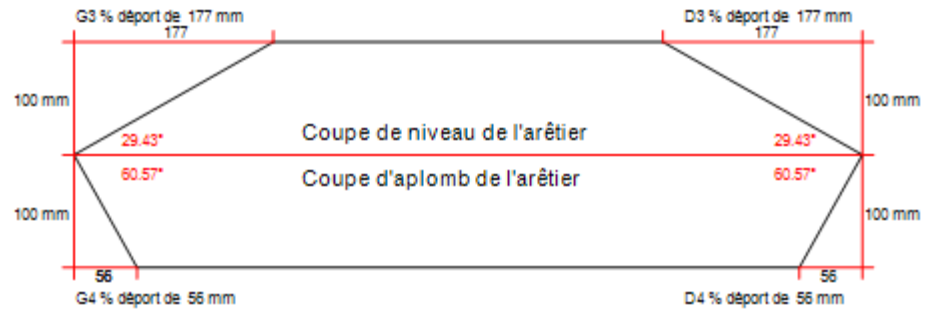 G3 % déport de 177 mm
D3 % déport de 177 mm
177
177
100 mm
100 mm
29.43°
Coupe de niveau de l'arêtier
29.43°
60.57°
Coupe d'aplomb de l'arêtier
60.57°
100 mm
100 mm
56
56
G4 % déport de 56 mm
D4 % déport de 56 mm